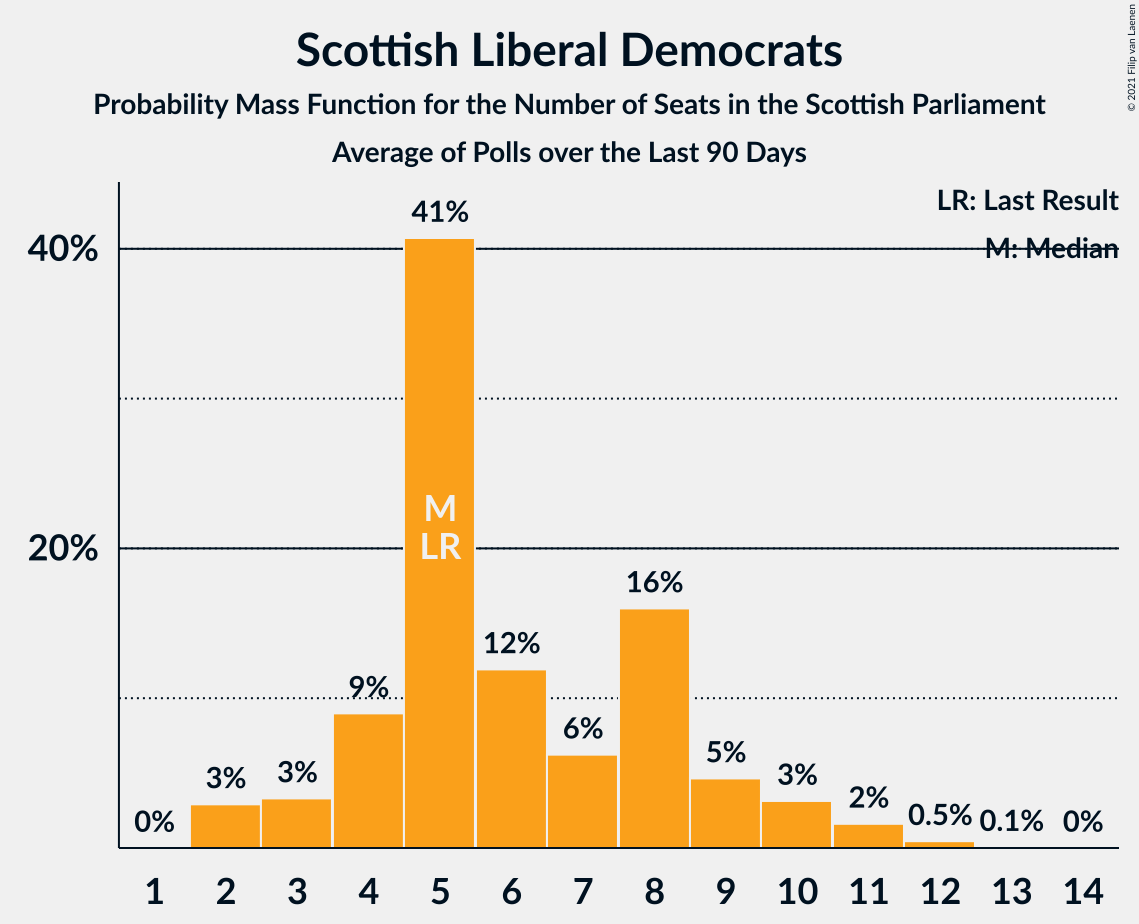 Scottish Liberal Democrats
Probability Mass Function for the Number of Seats in the Scottish Parliament
Average of Polls over the Last 90 Days
© 2021 Filip van Laenen
LR: Last Result
M: Median
40%
20%
0%
3%
3%
9%
41%
12%
6%
16%
5%
3%
2%
0.5%
0.1%
0%
M
LR
1 2 3 4 5 6 7 8 9 10 11 12 13 14